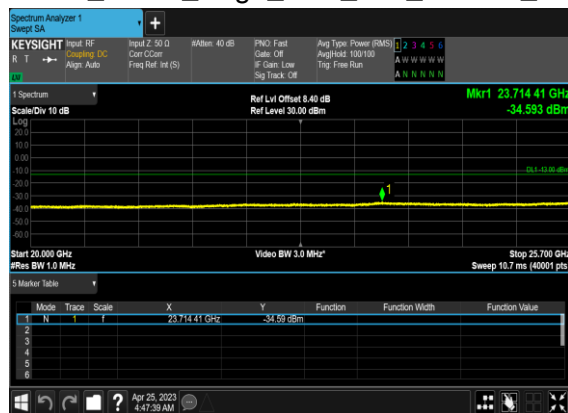 Spectrum Analyzer 1
Swept SA
+
KEYSIGHT Input: RF Input Z: 50 Ω #Atten: 40 dB PNO: Fast Avg Type: Power (RMS) 1 2 3 4 5 6
R T Coupling: DC Corr CCorr Gate: Off Avg|Hold: 100/100 A W W W W W
Align: Auto Freq Ref: Int (S) IF Gain: Low Trig: Free Run
Sig Track: Off A N N N N N
1 Spectrum Ref Lvl Offset 8.40 dB Mkr1 23.714 41 GHz
Scale/Div 10 dB Ref Level 30.00 dBm -34.593 dBm
Log
20.0
10.0
0.00
-10.0 DL1 -13.00 dBm
-20.0
-30.0 1
-40.0
-50.0
-60.0
Start 20.000 GHz Video BW 3.0 MHz* Stop 25.700 GHz
#Res BW 1.0 MHz Sweep 10.7 ms (40001 pts)
5 Marker Table
Mode Trace Scale X Y Function Function Width Function Value
1 N 1 f 23.714 41 GHz -34.59 dBm
2
3
4
5
6
? Apr 25, 2023
4:47:39 AM